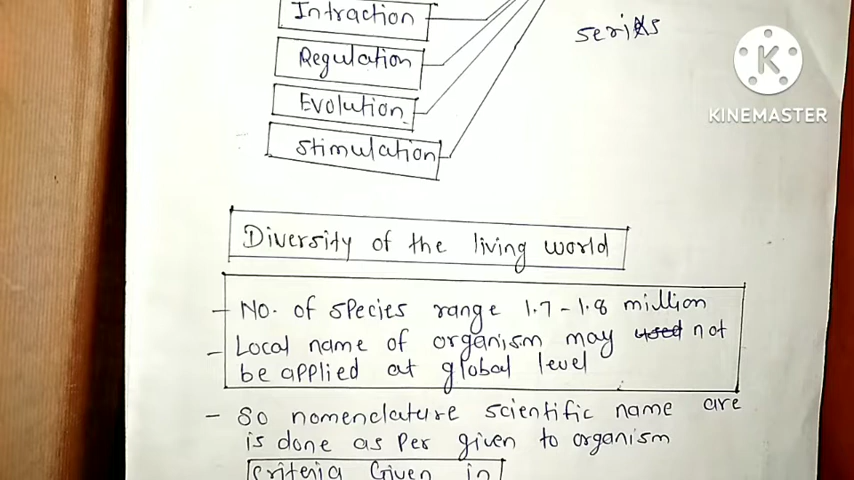 Intraction
Regulation
Evolution
Stimulation
series
KINEMASTER
Diversity of the living world
- No. of species range 1.7-1.8 million
- Local name of organism may used not
be applied at global level
- so nomenclature scientific name are
is done as per given to organism
Criteria Given in